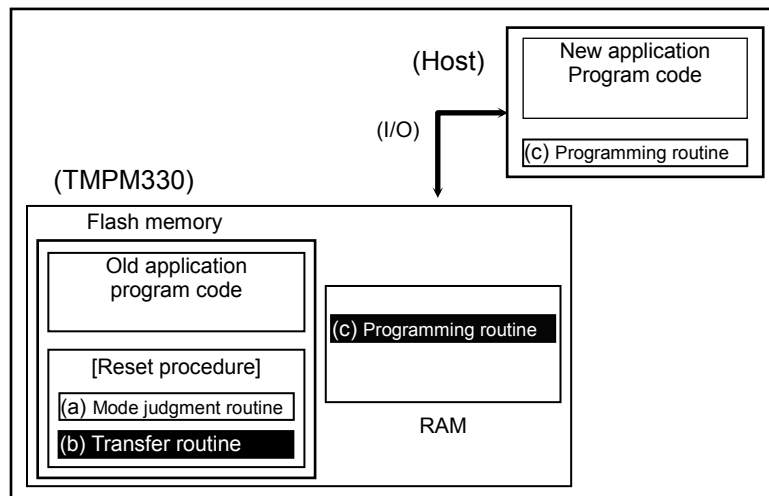 (Host)
New application
Program code
(I/O)
(c) Programming routine
(TMPM330)
Flash memory
Old application
program code
(c) Programming routine
[Reset procedure]
(a) Mode judgment routine
(b) Transfer routine
RAM